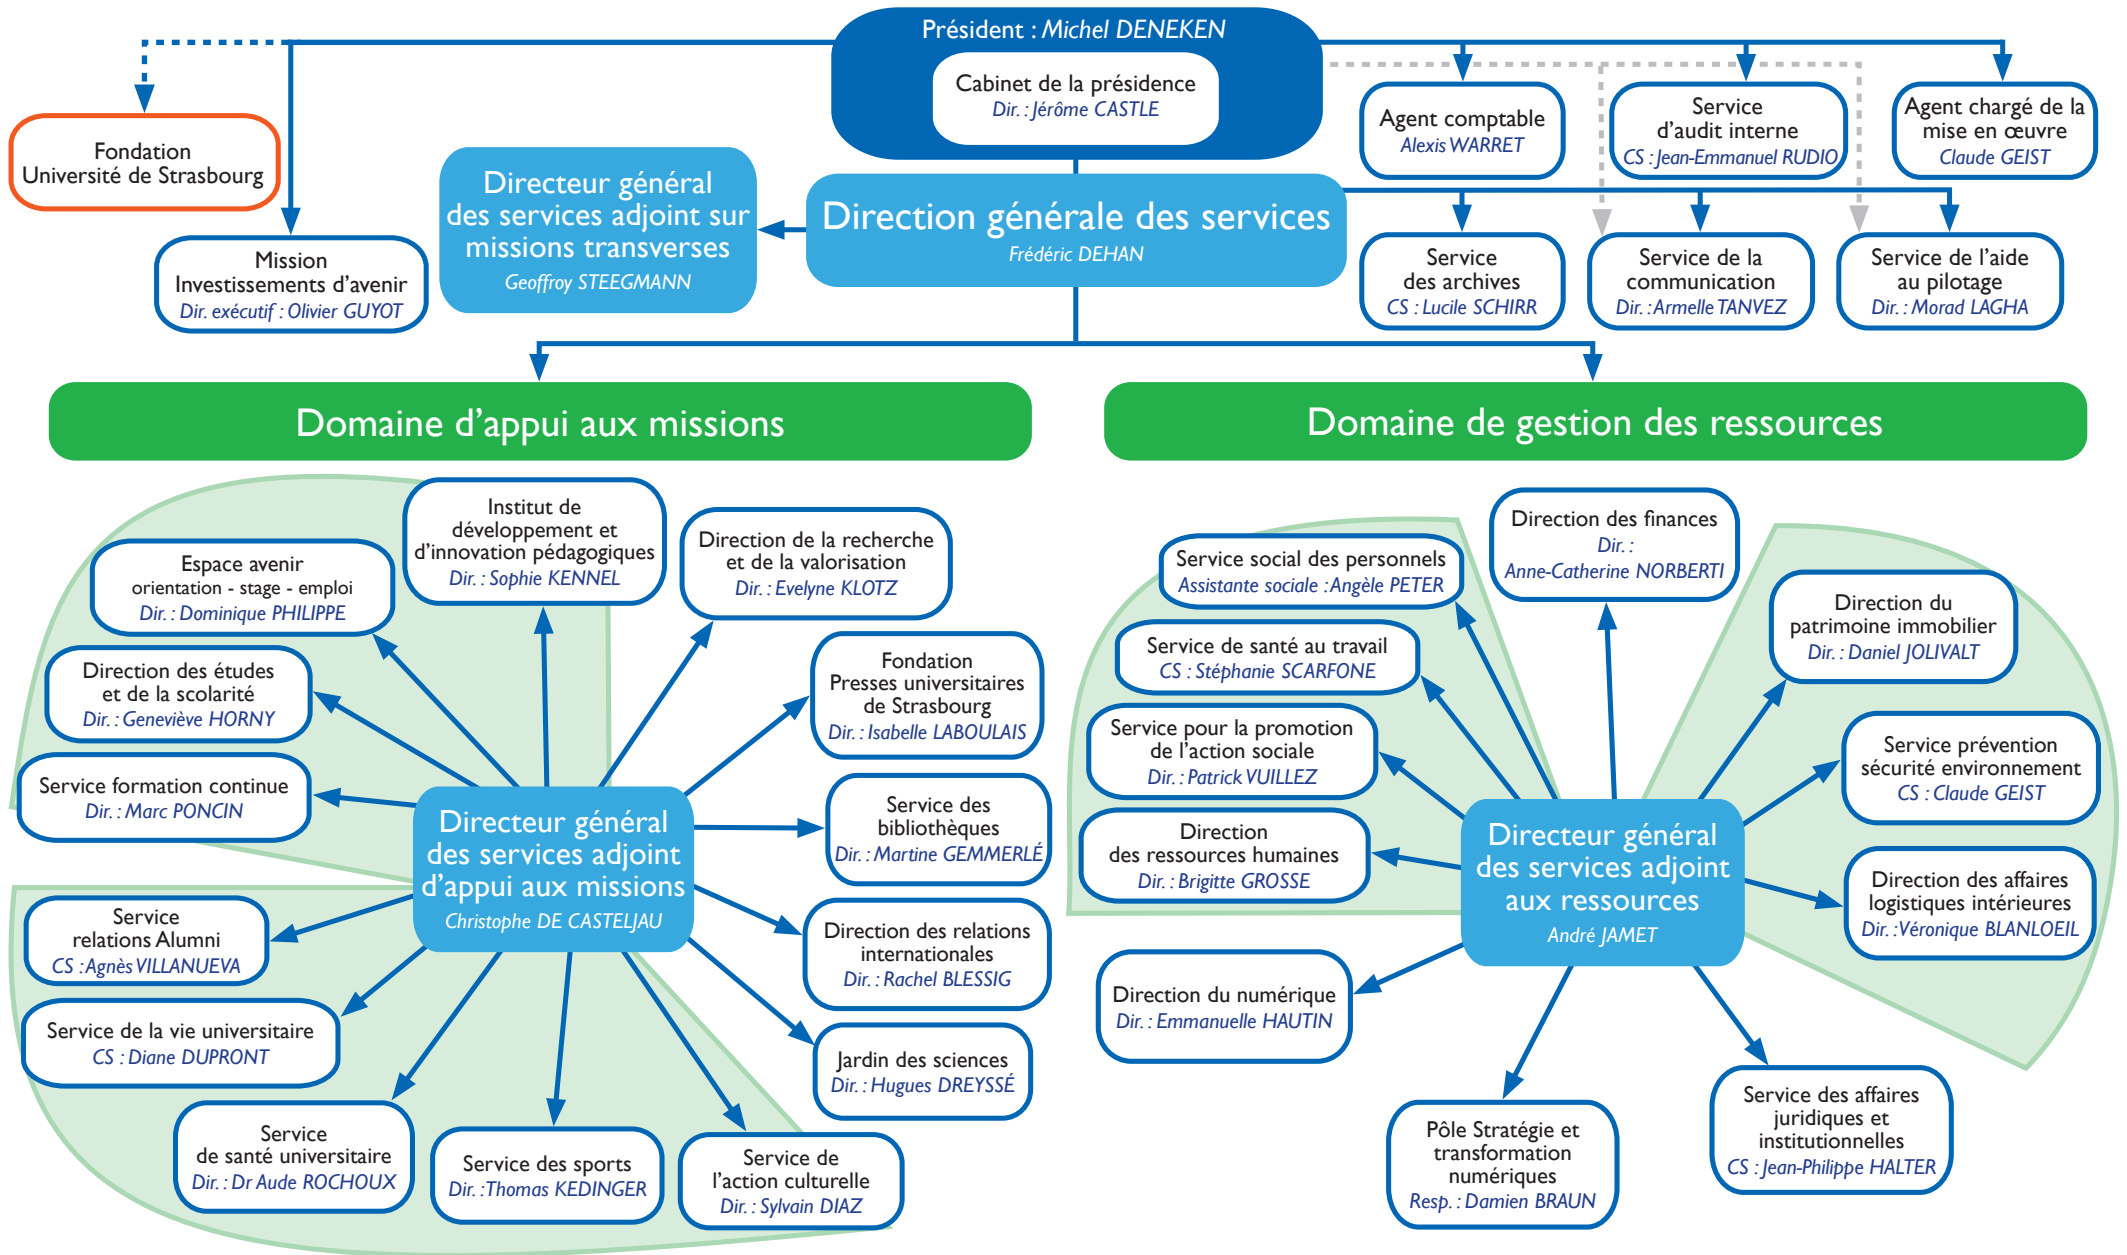 Président : Michel DENEKEN
Cabinet de la présidence
Dir. : Jérôme CASTLE
Fondation
Université de Strasbourg
Mission
Investissements d'avenir
Dir. exécutif : Olivier GUYOT
Agent comptable
Alexis WARRET
Service
d'audit interne
CS : Jean-Emmanuel RUDIO
Agent chargé de la
mise en œuvre
Claude GEIST
Directeur général
des services adjoint sur
missions transverses
Geoffroy STEEGMANN
Direction générale des services
Frédéric DEHAN
Service
des archives
CS : Lucile SCHIRR
Service de la
communication
Dir. : Armelle TANVEZ
Service de l'aide
au pilotage
Dir. : Morad LAGHA
Domaine d'appui aux missions
Institut de
développement et
d'innovation pédagogiques
Dir. : Sophie KENNEL
Direction de la recherche
et de la valorisation
Dir. : Evelyne KLOTZ
Espace avenir
orientation - stage - emploi
Dir. : Dominique PHILIPPE
Direction des études
et de la scolarité
Dir. : Geneviève HORNY
Fondation
Presses universitaires
de Strasbourg
Dir. : Isabelle LABOULAIS
Service formation continue
Dir. : Marc PONCIN
Service des
bibliothèques
Dir. : Martine GEMMERLÉ
Directeur général
des services adjoint
d'appui aux missions
Christophe DE CASTELJAU
Service
relations Alumni
CS : Agnès VILLANUEVA
Direction des relations
internationales
Dir. : Rachel BLESSIG
Service de la vie universitaire
CS : Diane DUPRONT
Jardin des sciences
Dir. : Hugues DREYSSÉ
Service
de santé universitaire
Dir. : Dr Aude ROCHOUX
Service des sports
Dir. : Thomas KEDINGER
Service de
l'action culturelle
Dir. : Sylvain DIAZ
Domaine de gestion des ressources
Direction des finances
Dir. :
Anne-Catherine NORBERTI
Service social des personnels
Assistante sociale : Angèle PETER
Direction du
patrimoine immobilier
Dir. : Daniel JOLIVALT
Service de santé au travail
CS : Stéphanie SCARFONE
Service pour la promotion
de l'action sociale
Dir. : Patrick VUILLEZ
Service prévention
sécurité environnement
CS : Claude GEIST
Direction
des ressources humaines
Dir. : Brigitte GROSSE
Directeur général
des services adjoint
aux ressources
André JAMET
Direction des affaires
logistiques intérieures
Dir. : Véronique BLANLOEIL
Direction du numérique
Dir. : Emmanuelle HAUTIN
Pôle Stratégie et
transformation
numériques
Resp. : Damien BRAUN
Service des affaires
juridiques et
institutionnelles
CS : Jean-Philippe HALTER